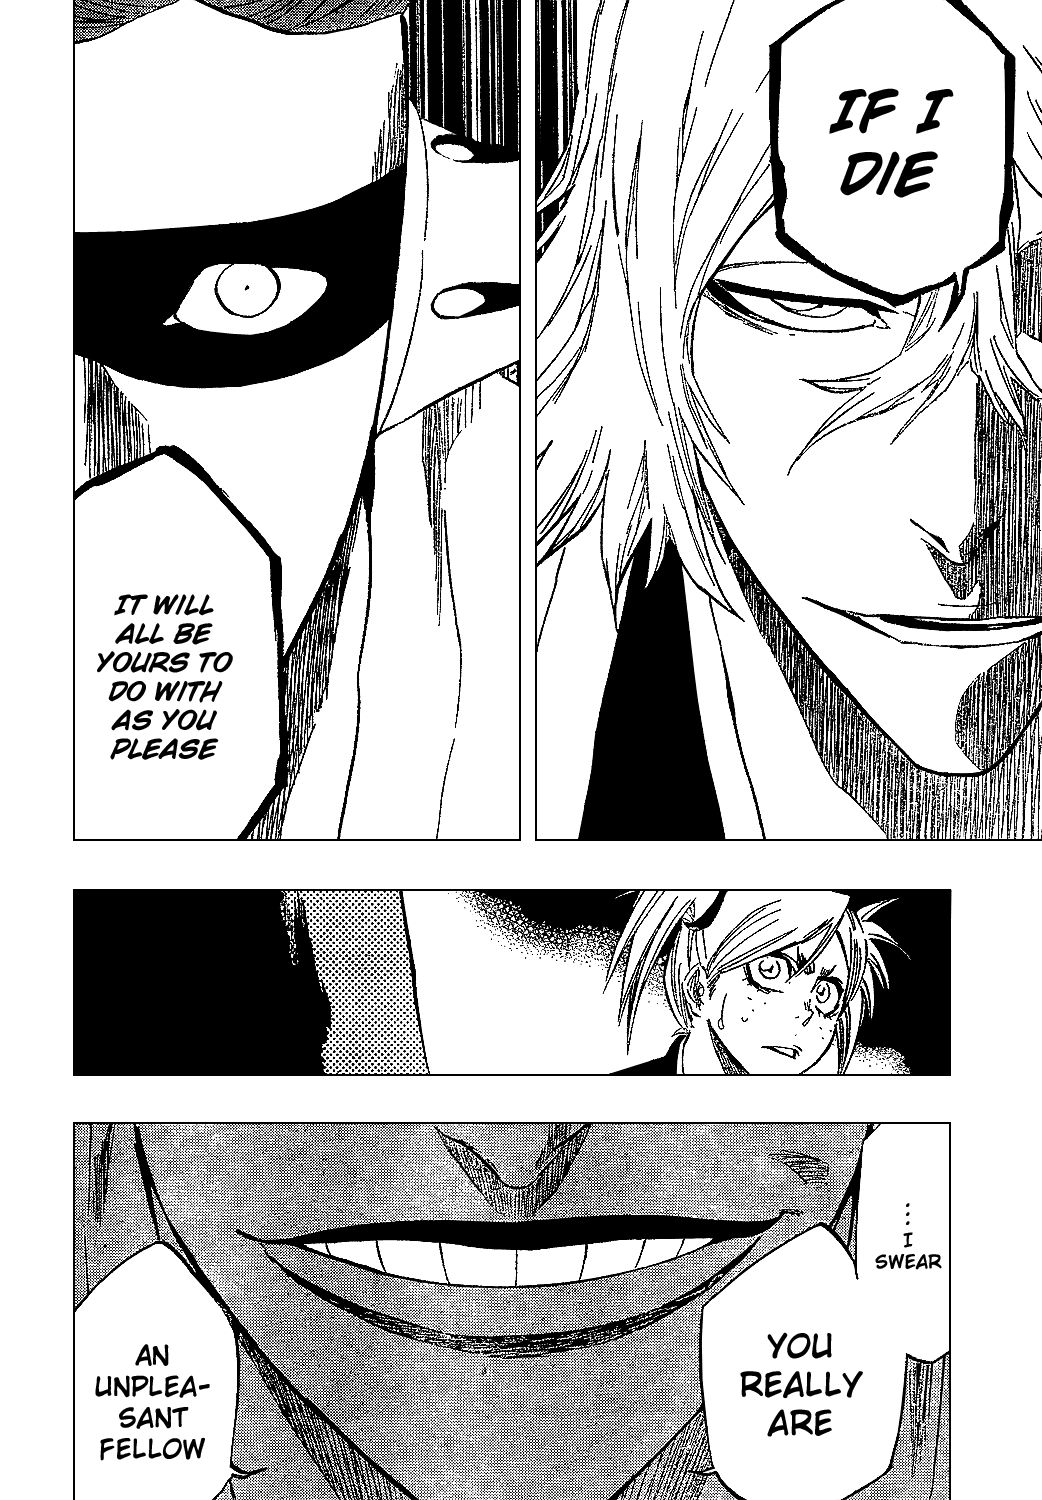 IF I
DIE
IT WILL
ALL BE
YOURS TO
DO WITH
AS YOU
PLEASE
....
I
SWEAR
YOU
REALLY
ARE
AN
UNPLEA-
SANT
FELLOW